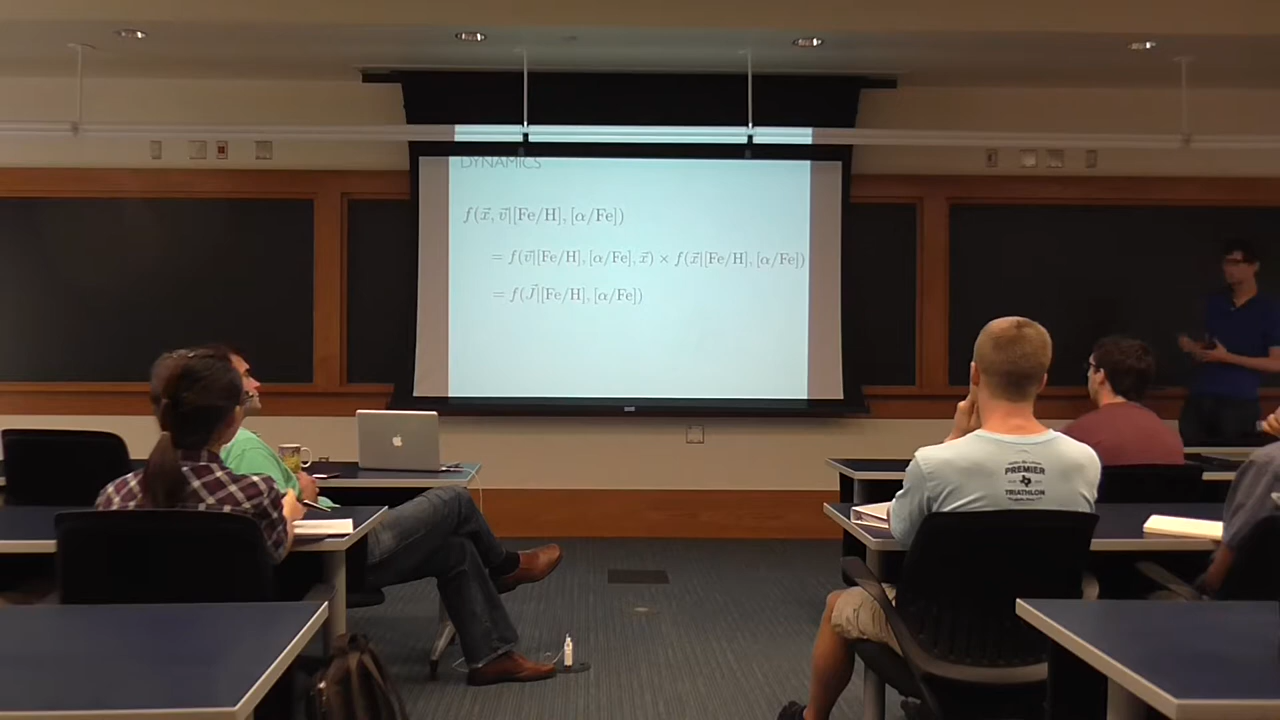 DYNAMICS
f(x⃗, v⃗|[Fe/H], [α/Fe])
= f(v⃗|[Fe/H], [α/Fe], x⃗) × f(x⃗|[Fe/H], [α/Fe])
= f(J⃗|[Fe/H], [α/Fe])
PREMIER
TRIATHLON